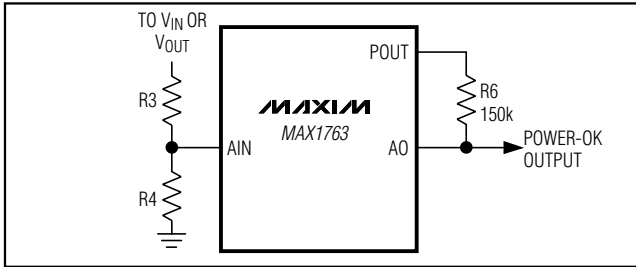 TO VIN OR
VOUT
R3
R4
MAXIM
MAX1763
AIN
POUT
AO
R6
150k
POWER-OK
OUTPUT